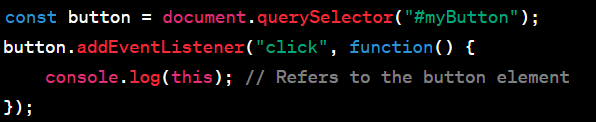 const button = document.querySelector("#myButton");
button.addEventListener("click", function() {
    console.log(this); // Refers to the button element
});